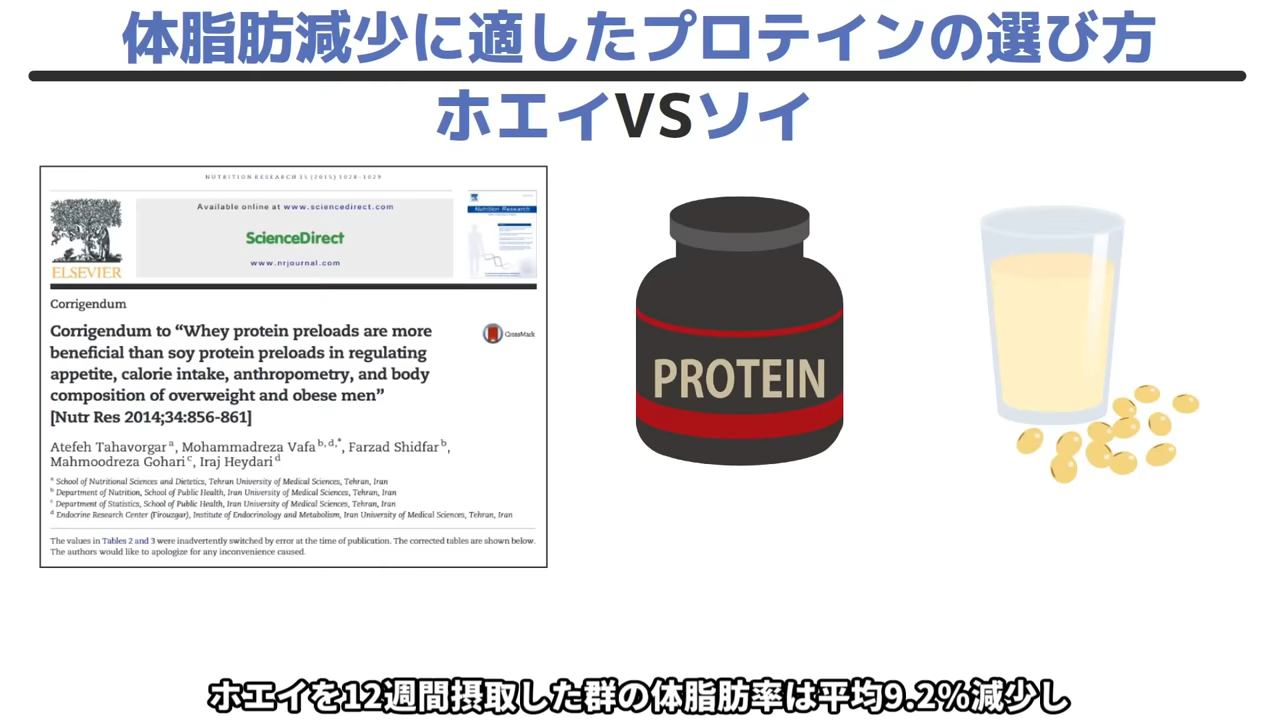 体脂肪減少に適したプロテインの選び方
ホエイVSソイ
NUTRITION RESEARCH 35 (2015) 1028–1029
Available online at www.sciencedirect.com
ScienceDirect
www.nrjournal.com
ELSEVIER
Nutrition Research
Corrigendum
Corrigendum to “Whey protein preloads are more
beneficial than soy protein preloads in regulating
appetite, calorie intake, anthropometry, and body
composition of overweight and obese men”
[Nutr Res 2014;34:856-861]
CrossMark
Atefeh Tahavorgar a, Mohammadreza Vafa b,d,*, Farzad Shidfar b,
Mahmoodreza Gohari c, Iraj Heydari d
a School of Nutritional Sciences and Dietetics, Tehran University of Medical Sciences, Tehran, Iran
b Department of Nutrition, School of Public Health, Iran University of Medical Sciences, Tehran, Iran
c Department of Statistics, School of Public Health, Iran University of Medical Sciences, Tehran, Iran
d Endocrine Research Center (Firouzgar), Institute of Endocrinology and Metabolism, Iran University of Medical Sciences, Tehran, Iran
The values in Tables 2 and 3 were inadvertently switched by error at the time of publication. The corrected tables are shown below.
The authors would like to apologize for any inconvenience caused.
PROTEIN
ホエイを12週間摂取した群の体脂肪率は平均9.2%減少し